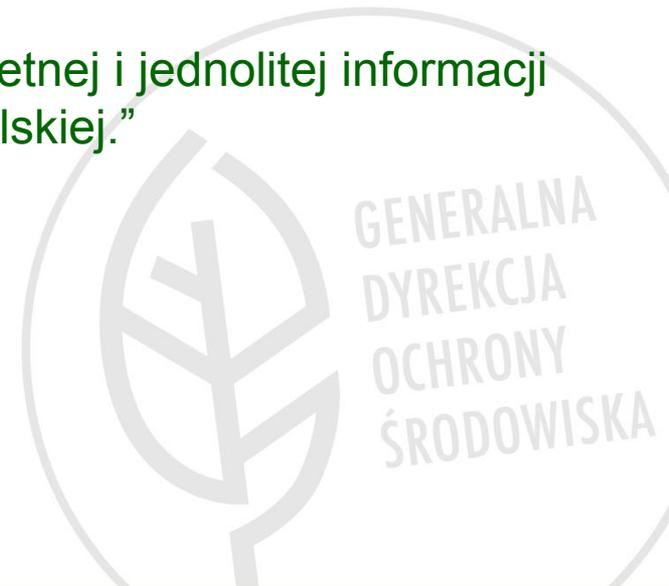 etnej i jednolitej informacji
lskiej.”
GENERALNA
DYREKCJA
OCHRONY
ŚRODOWISKA